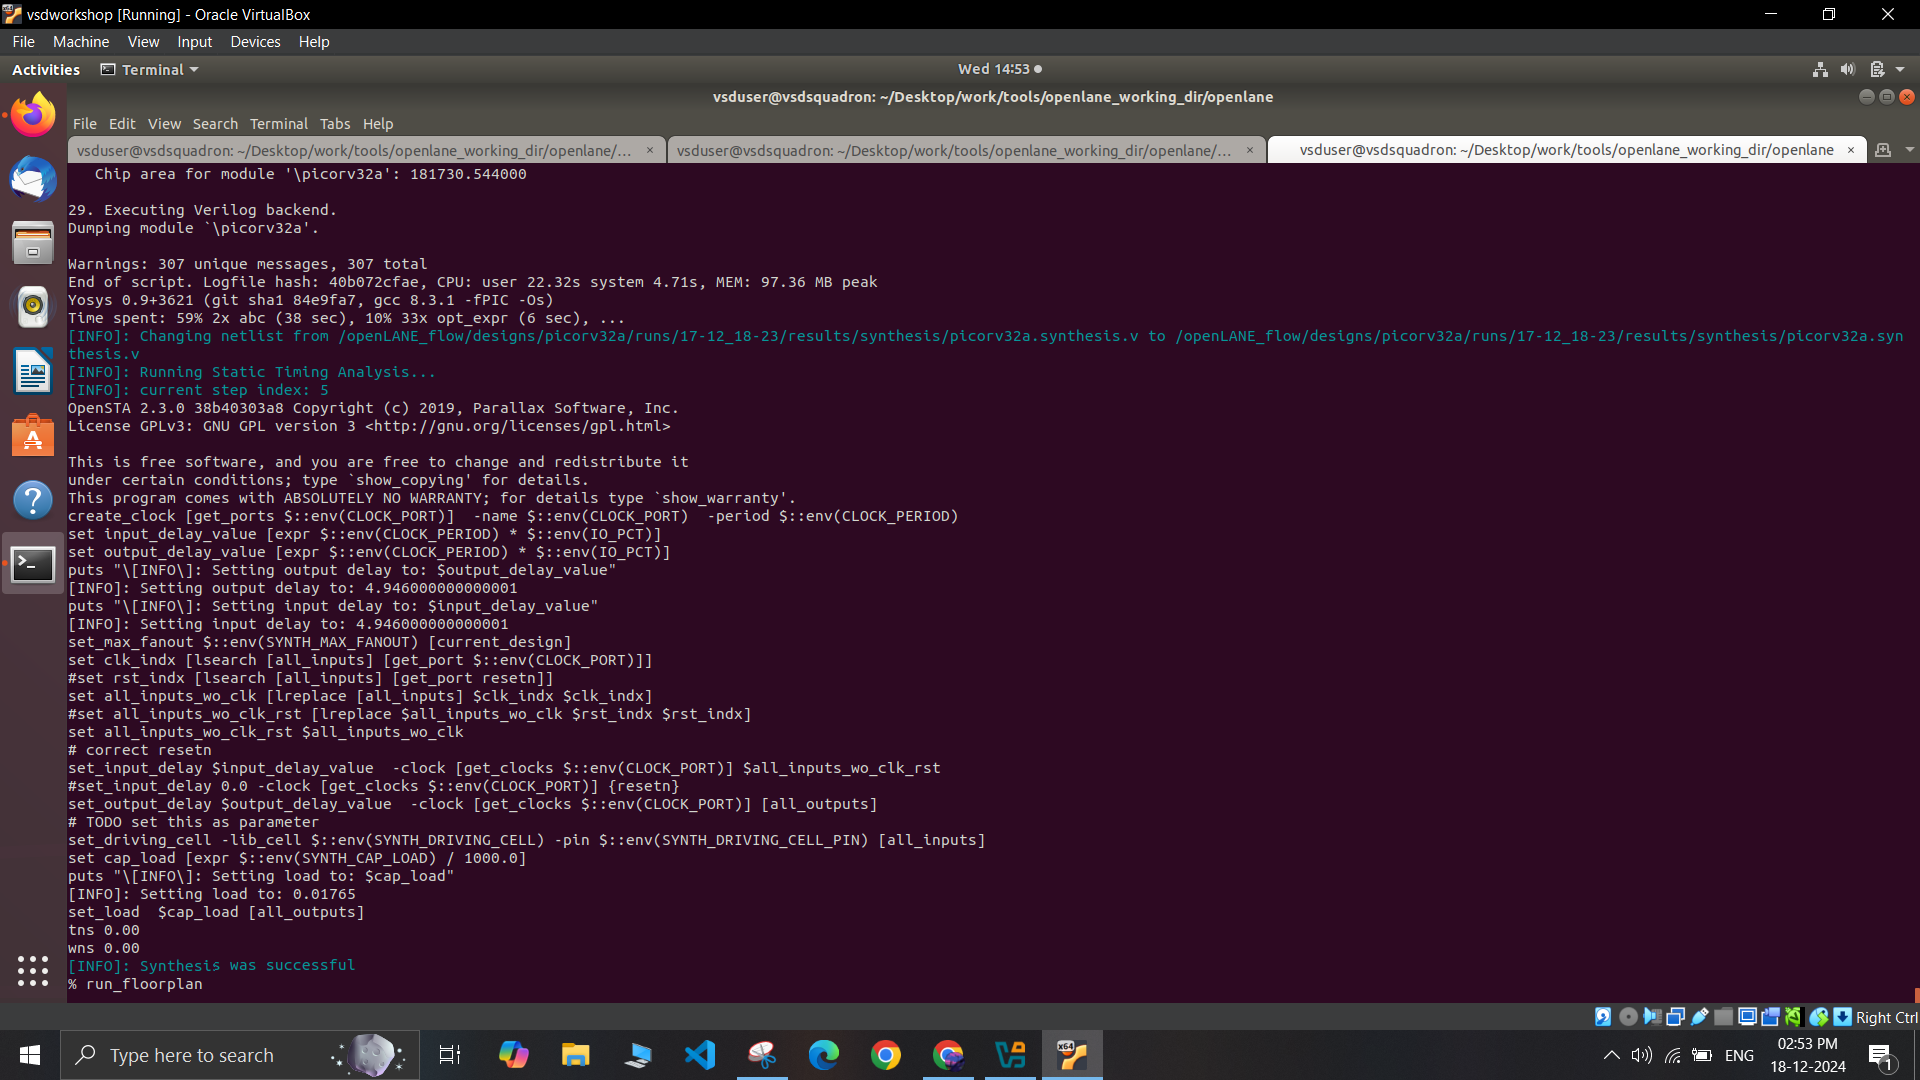 vsdworkshop [Running] - Oracle VirtualBox
File Machine View Input Devices Help
Activities Terminal Wed 14:53
vsduser@vsdsquadron: ~/Desktop/work/tools/openlane_working_dir/openlane
File Edit View Search Terminal Tabs Help
vsduser@vsdsquadron: ~/Desktop/work/tools/openlane_working_dir/openlane/... × vsduser@vsdsquadron: ~/Desktop/work/tools/openlane_working_dir/openlane/... × vsduser@vsdsquadron: ~/Desktop/work/tools/openlane_working_dir/openlane ×
Chip area for module '\picorv32a': 181730.544000
29. Executing Verilog backend.
Dumping module `\picorv32a'.
Warnings: 307 unique messages, 307 total
End of script. Logfile hash: 40b072cfae, CPU: user 22.32s system 4.71s, MEM: 97.36 MB peak
Yosys 0.9+3621 (git sha1 84e9fa7, gcc 8.3.1 -fPIC -Os)
Time spent: 59% 2x abc (38 sec), 10% 33x opt_expr (6 sec), ...
[INFO]: Changing netlist from /openLANE_flow/designs/picorv32a/runs/17-12_18-23/results/synthesis/picorv32a.synthesis.v to /openLANE_flow/designs/picorv32a/runs/17-12_18-23/results/synthesis/picorv32a.syn
thesis.v
[INFO]: Running Static Timing Analysis...
[INFO]: current step index: 5
OpenSTA 2.3.0 38b40303a8 Copyright (c) 2019, Parallax Software, Inc.
License GPLv3: GNU GPL version 3 <http://gnu.org/licenses/gpl.html>
This is free software, and you are free to change and redistribute it
under certain conditions; type `show_copying' for details.
This program comes with ABSOLUTELY NO WARRANTY; for details type `show_warranty'.
create_clock [get_ports $::env(CLOCK_PORT)]  -name $::env(CLOCK_PORT)  -period $::env(CLOCK_PERIOD)
set input_delay_value [expr $::env(CLOCK_PERIOD) * $::env(IO_PCT)]
set output_delay_value [expr $::env(CLOCK_PERIOD) * $::env(IO_PCT)]
puts "\[INFO\]: Setting output delay to: $output_delay_value"
[INFO]: Setting output delay to: 4.946000000000001
puts "\[INFO\]: Setting input delay to: $input_delay_value"
[INFO]: Setting input delay to: 4.946000000000001
set_max_fanout $::env(SYNTH_MAX_FANOUT) [current_design]
set clk_indx [lsearch [all_inputs] [get_port $::env(CLOCK_PORT)]]
#set rst_indx [lsearch [all_inputs] [get_port resetn]]
set all_inputs_wo_clk [lreplace [all_inputs] $clk_indx $clk_indx]
#set all_inputs_wo_clk_rst [lreplace $all_inputs_wo_clk $rst_indx $rst_indx]
set all_inputs_wo_clk_rst $all_inputs_wo_clk
# correct resetn
set_input_delay $input_delay_value  -clock [get_clocks $::env(CLOCK_PORT)] $all_inputs_wo_clk_rst
#set_input_delay 0.0 -clock [get_clocks $::env(CLOCK_PORT)] {resetn}
set_output_delay $output_delay_value  -clock [get_clocks $::env(CLOCK_PORT)] [all_outputs]
# TODO set this as parameter
set_driving_cell -lib_cell $::env(SYNTH_DRIVING_CELL) -pin $::env(SYNTH_DRIVING_CELL_PIN) [all_inputs]
set cap_load [expr $::env(SYNTH_CAP_LOAD) / 1000.0]
puts "\[INFO\]: Setting load to: $cap_load"
[INFO]: Setting load to: 0.01765
set_load  $cap_load [all_outputs]
tns 0.00
wns 0.00
[INFO]: Synthesis was successful
% run_floorplan
Right Ctrl
Type here to search
ENG
02:53 PM
18-12-2024
1